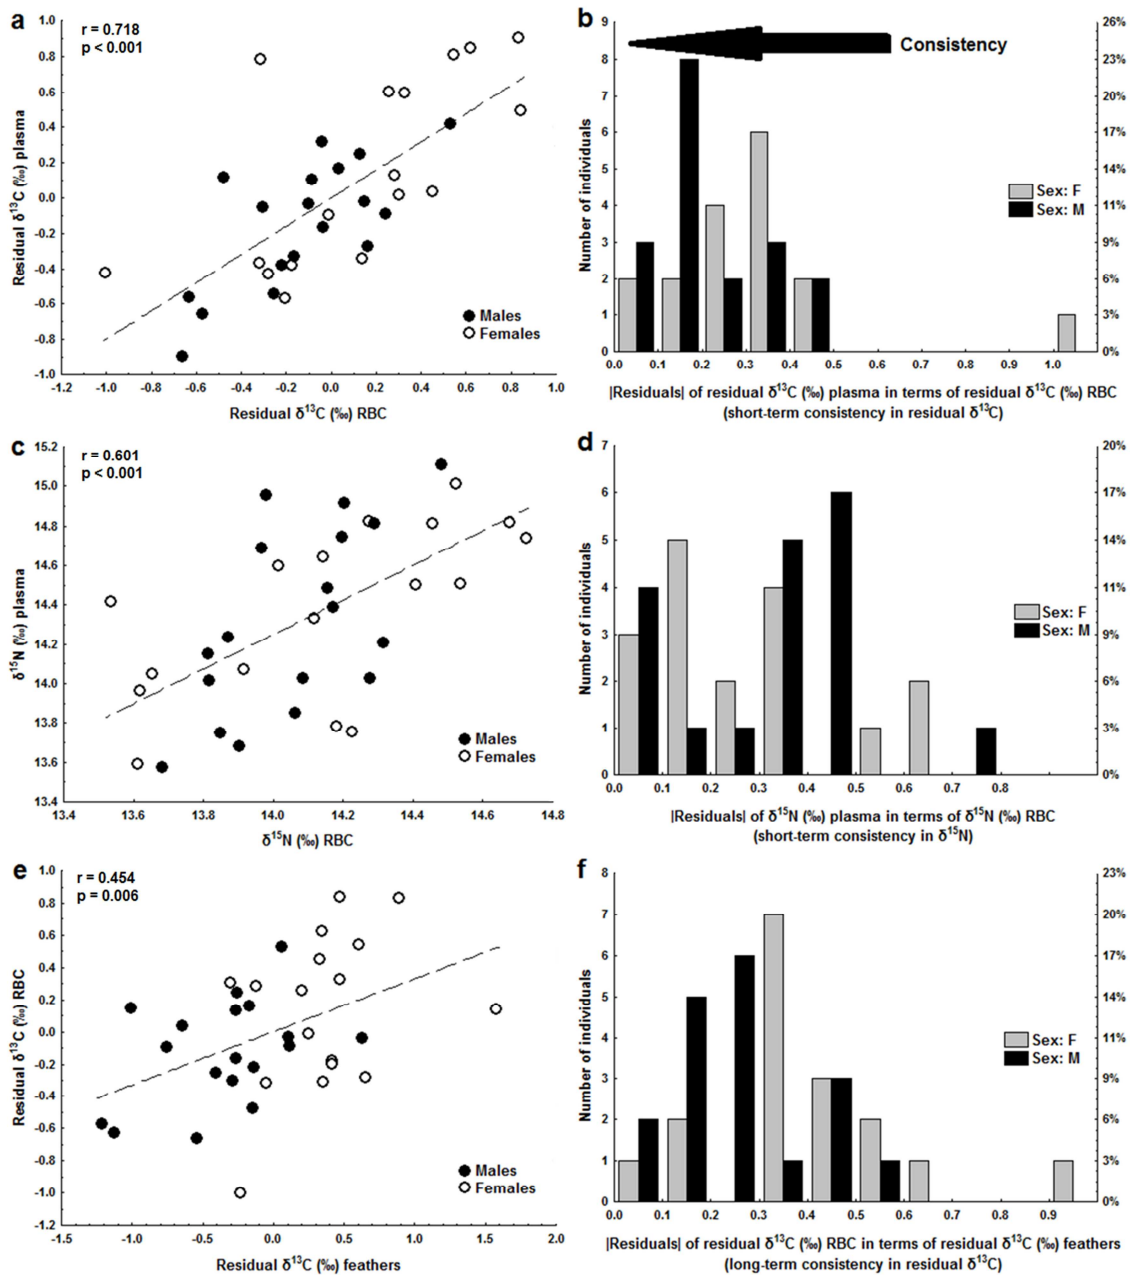 a
r = 0.718
p < 0.001
1.0
0.8
0.6
0.4
0.2
0.0
-0.2
-0.4
-0.6
-0.8
-1.0
Residual δ¹³C (‰) plasma
Males
Females
-1.2 -1.0 -0.8 -0.6 -0.4 -0.2 0.0 0.2 0.4 0.6 0.8 1.0
Residual δ¹³C (‰) RBC
b
Consistency
9
8
7
6
5
4
3
2
1
0
Number of individuals
26%
23%
20%
17%
14%
11%
9%
6%
3%
0%
Sex: F
Sex: M
0.0 0.1 0.2 0.3 0.4 0.5 0.6 0.7 0.8 0.9 1.0
|Residuals| of residual δ¹³C (‰) plasma in terms of residual δ¹³C (‰) RBC
(short-term consistency in residual δ¹³C)
c
r = 0.601
p < 0.001
15.2
15.0
14.8
14.6
14.4
14.2
14.0
13.8
13.6
13.4
δ¹⁵N (‰) plasma
Males
Females
13.4 13.6 13.8 14.0 14.2 14.4 14.6 14.8
δ¹⁵N (‰) RBC
d
7
6
5
4
3
2
1
0
Number of individuals
20%
17%
14%
11%
9%
6%
3%
0%
Sex: F
Sex: M
0.0 0.1 0.2 0.3 0.4 0.5 0.6 0.7 0.8
|Residuals| of δ¹⁵N (‰) plasma in terms of δ¹⁵N (‰) RBC
(short-term consistency in δ¹⁵N)
e
r = 0.454
p = 0.006
1.0
0.8
0.6
0.4
0.2
0.0
-0.2
-0.4
-0.6
-0.8
-1.0
-1.2
Residual δ¹³C (‰) RBC
Males
Females
-1.5 -1.0 -0.5 0.0 0.5 1.0 1.5 2.0
Residual δ¹³C (‰) feathers
f
8
7
6
5
4
3
2
1
0
Number of individuals
23%
20%
17%
14%
11%
9%
6%
3%
0%
Sex: F
Sex: M
0.0 0.1 0.2 0.3 0.4 0.5 0.6 0.7 0.8 0.9
|Residuals| of residual δ¹³C (‰) RBC in terms of residual δ¹³C (‰) feathers
(long-term consistency in residual δ¹³C)